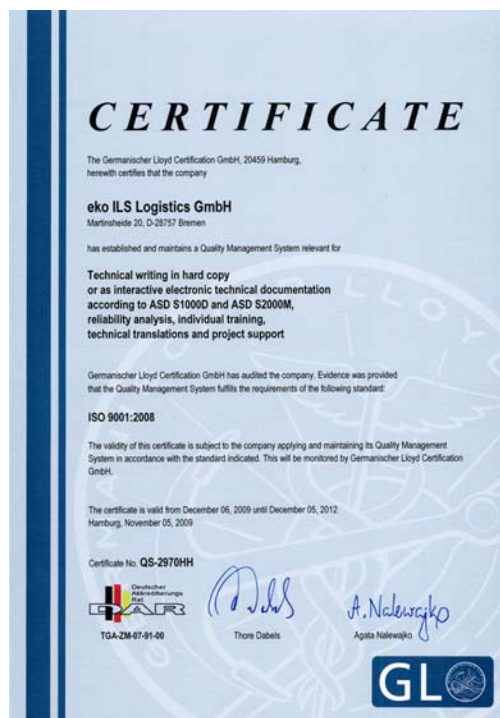 CERTIFICATE
The Germanischer Lloyd Certification GmbH, 20459 Hamburg,
herewith certifies that the company
eko ILS Logistics GmbH
Martinsheide 20, D-28757 Bremen
has established and maintains a Quality Management System relevant for
Technical writing in hard copy
or as interactive electronic technical documentation
according to ASD S1000D and ASD S2000M,
reliability analysis, individual training,
technical translations and project support
Germanischer Lloyd Certification GmbH has audited the company. Evidence was provided
that the Quality Management System fulfills the requirements of the following standard:
ISO 9001:2008
The validity of this certificate is subject to the company applying and maintaining its Quality Management
System in accordance with the standard indicated. This will be monitored by Germanischer Lloyd Certification
GmbH.
The certificate is valid from December 06, 2009 until December 05, 2012
Hamburg, November 05, 2009
Certificate No. QS-2970HH
Deutscher
Akkreditierungs
Rat
DAR
TGA-ZM-07-91-00
Thore Dabels
A. Nalewajko
Agata Nalewajko
GL